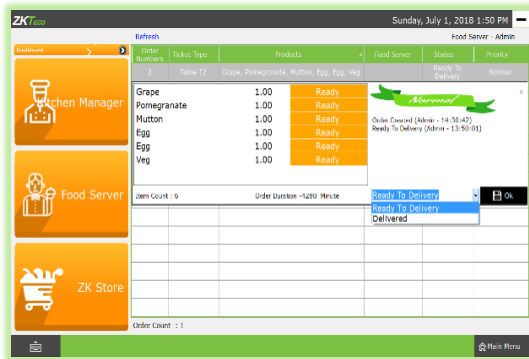 ZKTeco
Sunday, July 1, 2018 1:50 PM
Refresh
Food Server - Admin
Dashboard
Order Numbers
Ticket Type
Products
Food Server
Status
Priority
2
Table T2
Grape, Pomegranate, Mutton, Egg, Egg, Veg
Ready To Delivery
Normal
Kitchen Manager
Food Server
ZK Store
Grape 1.00 Ready
Pomegranate 1.00 Ready
Mutton 1.00 Ready
Egg 1.00 Ready
Egg 1.00 Ready
Veg 1.00 Ready
Normal
x
Order Created (Admin - 14:30:42)
Ready To Delivery (Admin - 13:50:01)
Item Count : 6
Order Duration -4280 Minute
Ready To Delivery
Ok
Ready To Delivery
Delivered
Order Count : 1
Main Menu